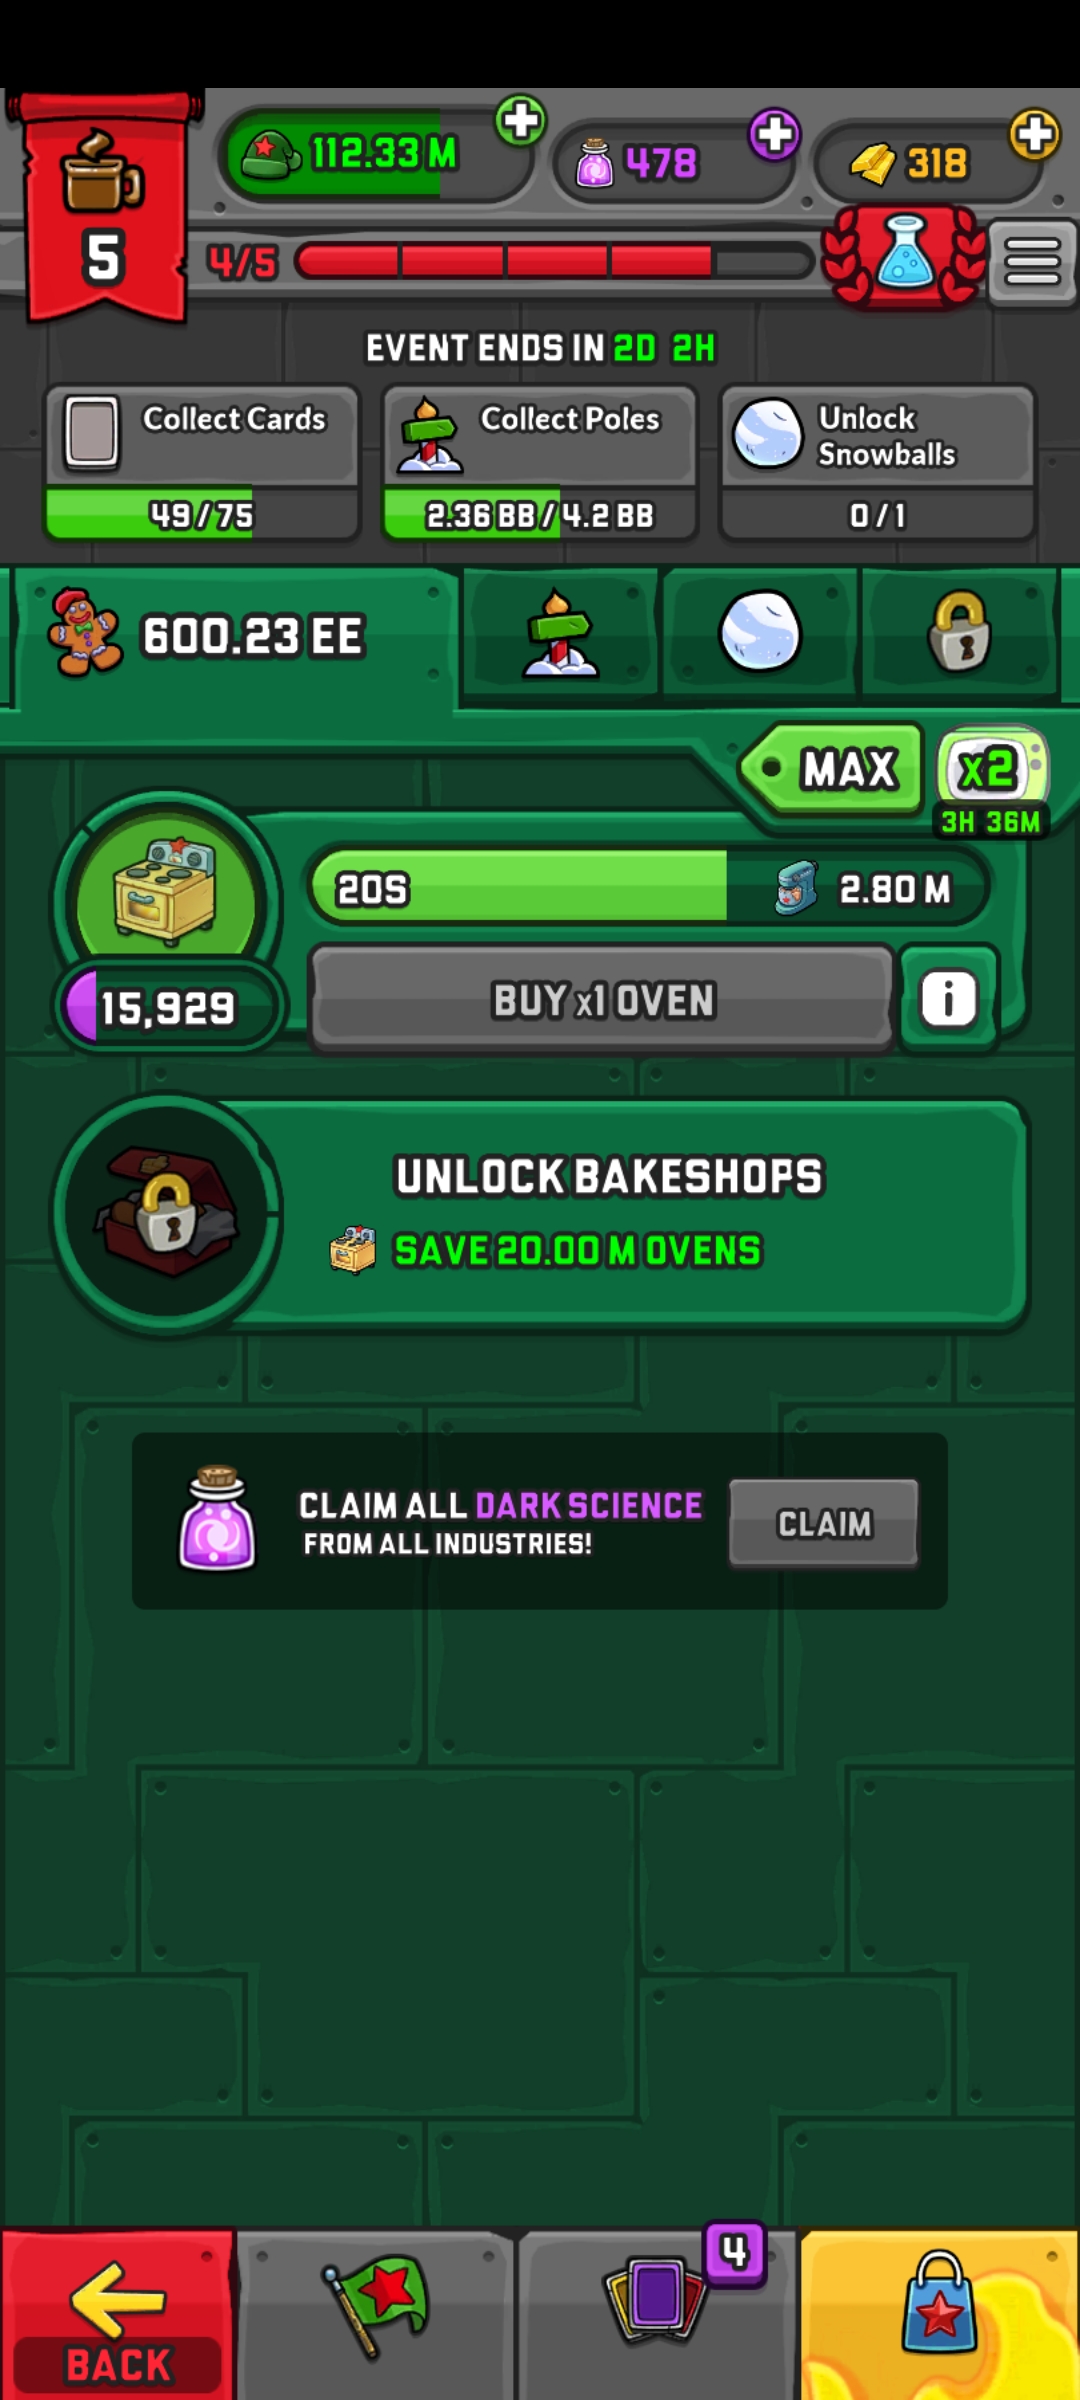 112.33 M
478
318
5
4/5
EVENT ENDS IN 2D 2H
Collect Cards
49/75
Collect Poles
2.36 BB/4.2 BB
Unlock
Snowballs
0/1
600.23 EE
MAX
x2
3H 36M
20S
2.80 M
15,929
BUY x1 OVEN
i
UNLOCK BAKESHOPS
SAVE 20.00 M OVENS
CLAIM ALL DARK SCIENCE
FROM ALL INDUSTRIES!
CLAIM
4
BACK